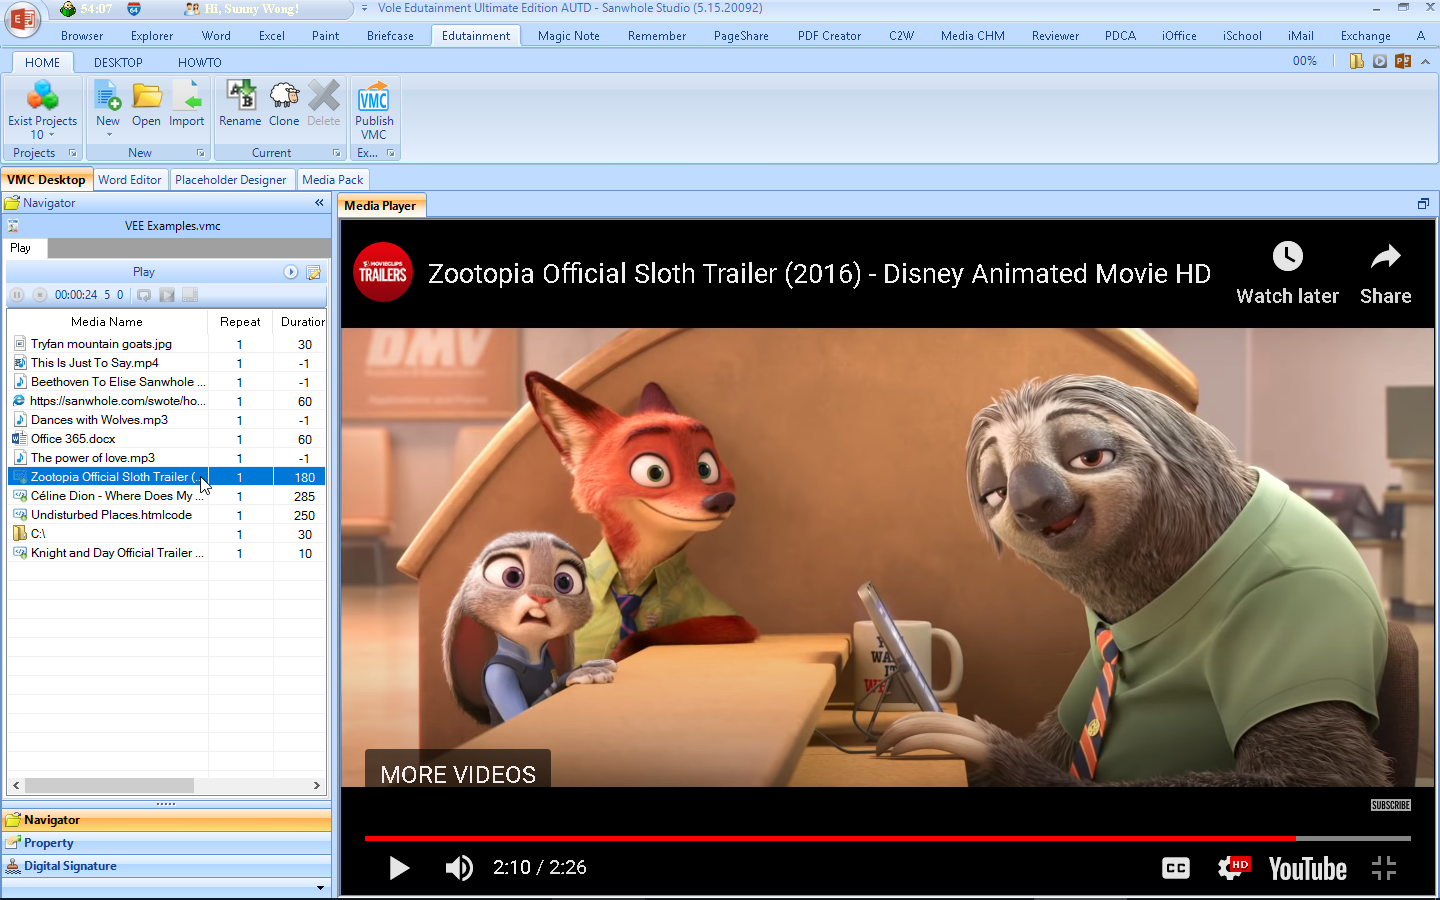 54:07 64 Hi, Sunny Wong! Vole Edutainment Ultimate Edition AUTD - Sanwhole Studio (5.15.20092)
Browser Explorer Word Excel Paint Briefcase Edutainment Magic Note Remember PageShare PDF Creator C2W Media CHM Reviewer PDCA iOffice iSchool iMail Exchange A
HOME DESKTOP HOWTO 00%
Exist Projects New Open Import Rename Clone Delete Publish
10 VMC
Projects New Current Ex...
VMC Desktop Word Editor Placeholder Designer Media Pack
Navigator «
Media Player
VEE Examples.vmc
Play
Play
00:00:24 5 0
Media Name Repeat Duration
Tryfan mountain goats.jpg 1 30
This Is Just To Say.mp4 1 -1
Beethoven To Elise Sanwhole ... 1 -1
https://sanwhole.com/swote/ho... 1 60
Dances with Wolves.mp3 1 -1
Office 365.docx 1 60
The power of love.mp3 1 -1
Zootopia Official Sloth Trailer (... 1 180
Céline Dion - Where Does My ... 1 285
Undisturbed Places.htmlcode 1 250
C:\ 1 30
Knight and Day Official Trailer ... 1 10
Navigator
Property
Digital Signature
MOVIECLIPS
TRAILERS
Zootopia Official Sloth Trailer (2016) - Disney Animated Movie HD
Watch later Share
DMV
YOU
WA
IT
MORE VIDEOS
SUBSCRIBE
2:10 / 2:26
CC HD YouTube